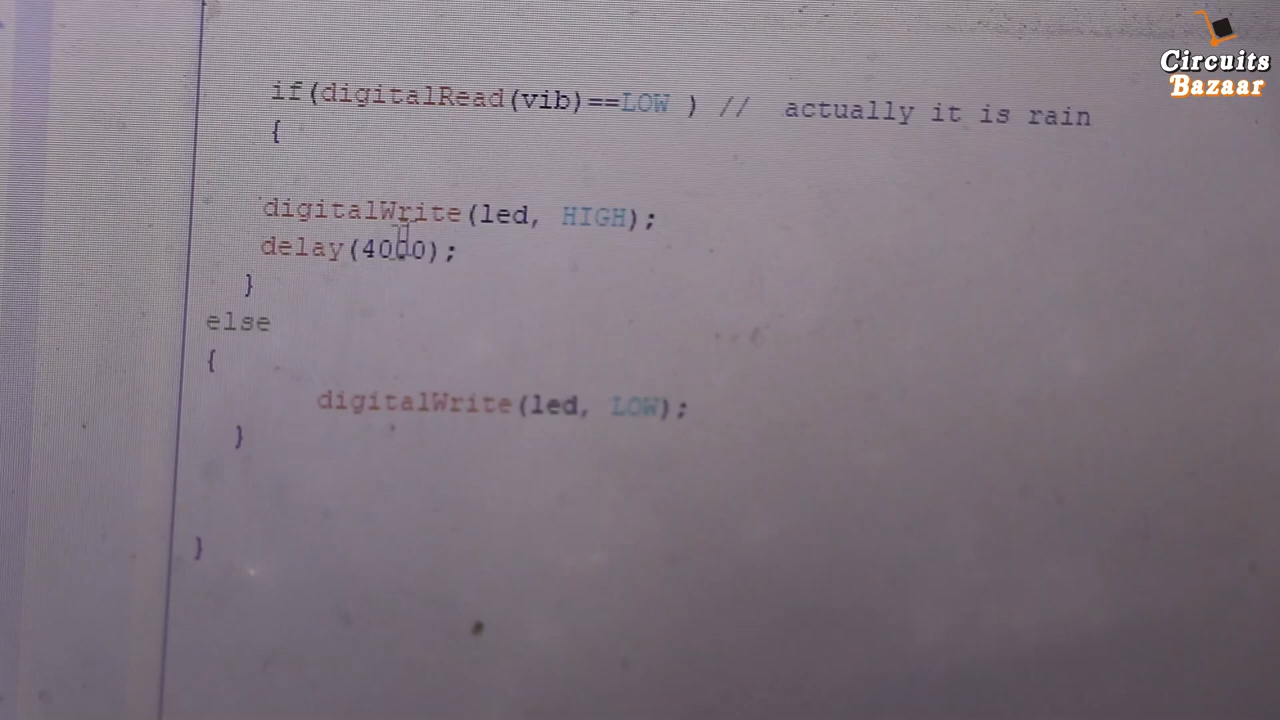 Circuits
Bazaar
if(digitalRead(vib)==LOW ) //  actually it is rain
{
digitalWrite(led, HIGH);
delay(4000);
}
else
{
digitalWrite(led, LOW);
}
}